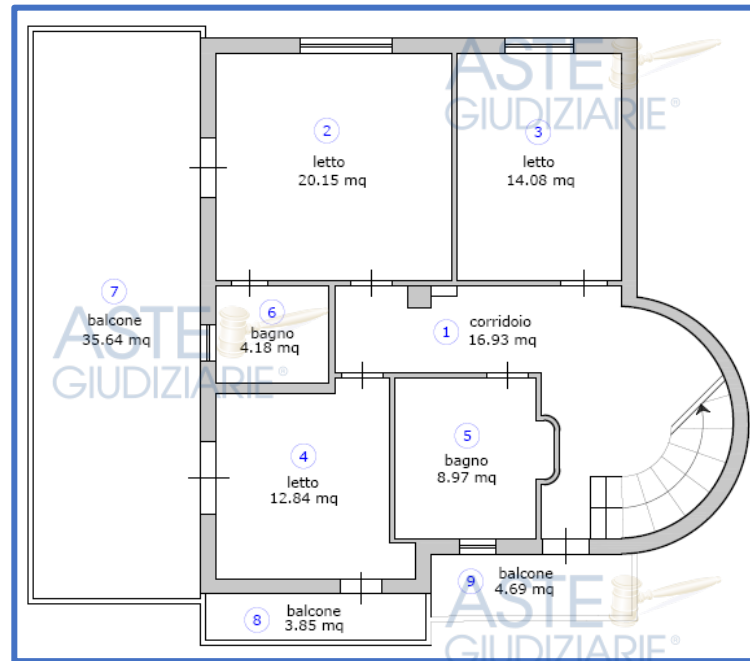 ASTE
GIUDIZIARIE®
2
letto
20.15 mq
3
letto
14.08 mq
7
balcone
35.64 mq
ASTE
GIUDIZIARIE®
6
bagno
4.18 mq
1
corridoio
16.93 mq
4
letto
12.84 mq
5
bagno
8.97 mq
8
balcone
3.85 mq
9
balcone
4.69 mq
ASTE
GIUDIZIARIE®